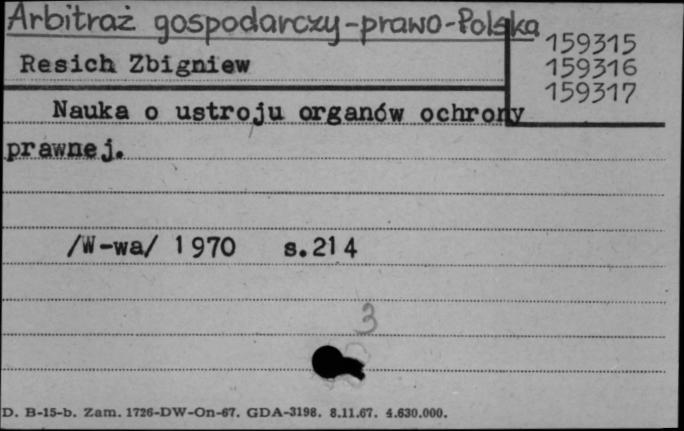 Arbitraż gospodarczy-prawo-Polska
159315
Resich Zbigniew
159316
159317
Nauka o ustroju organów ochrony
prawnej.
/W-wa/ 1970 s.214
3
D. B-15-b. Zam. 1726-DW-On-67. GDA-3198. 8.11.67. 4.630.000.